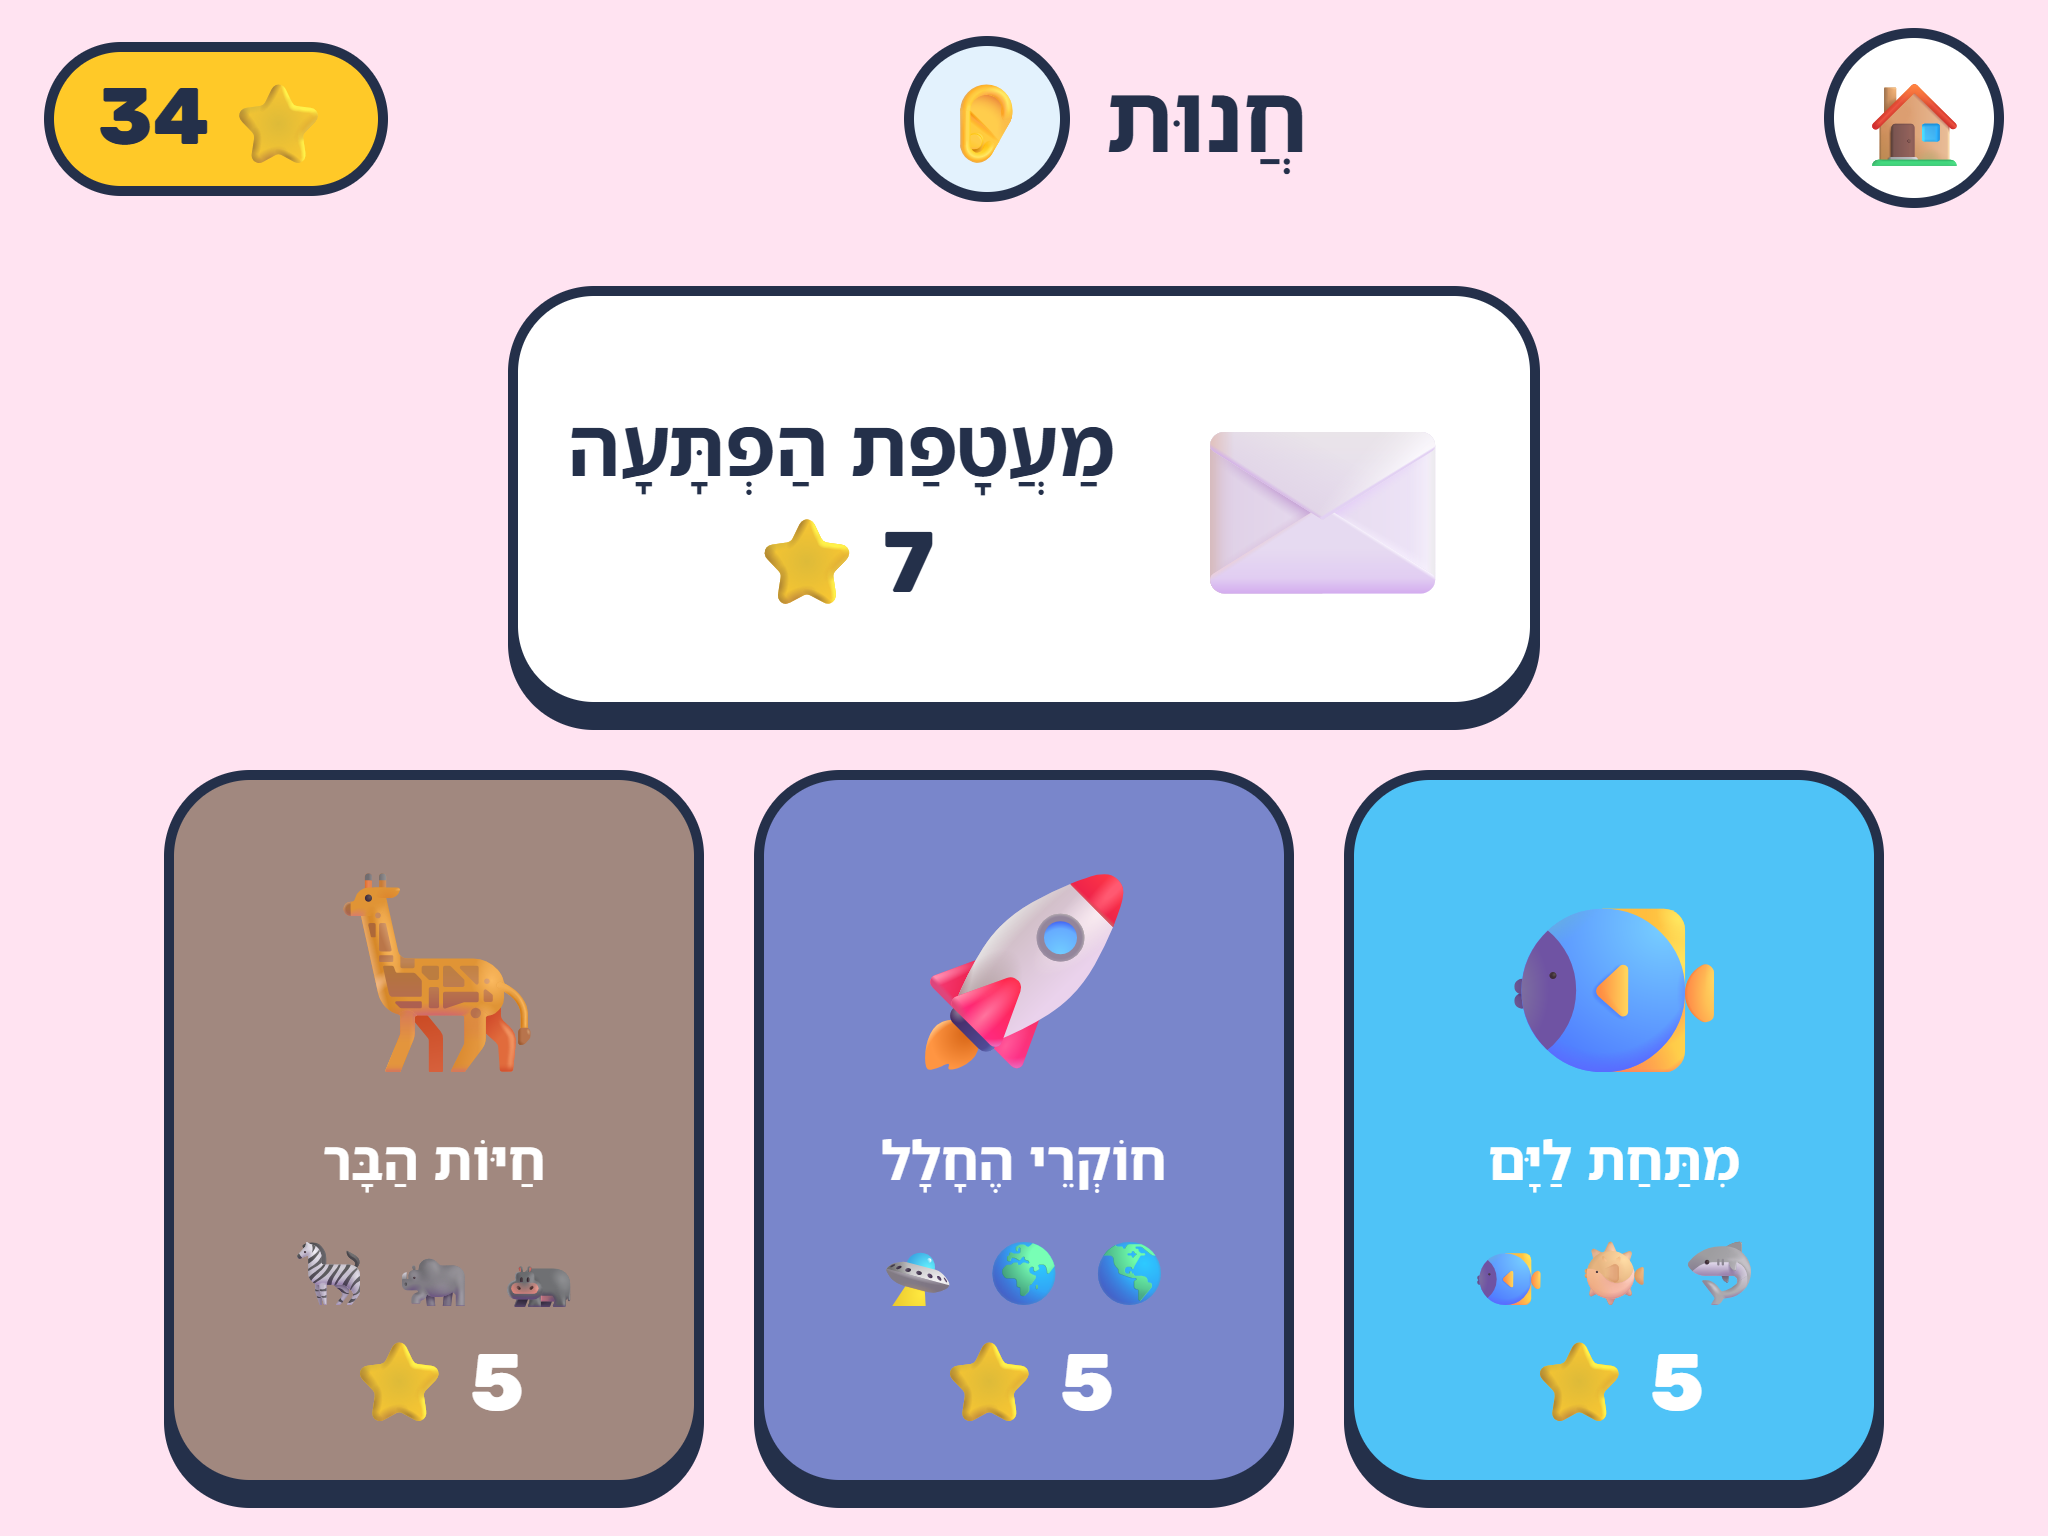 חֲנוּת
34
מַעֲטָפַת הַפְתָּעָה
7
מִתַּחַת לַיָּם
5
חוֹקְרֵי הֶחָלָל
5
חַיּוֹת הַבָּר
5